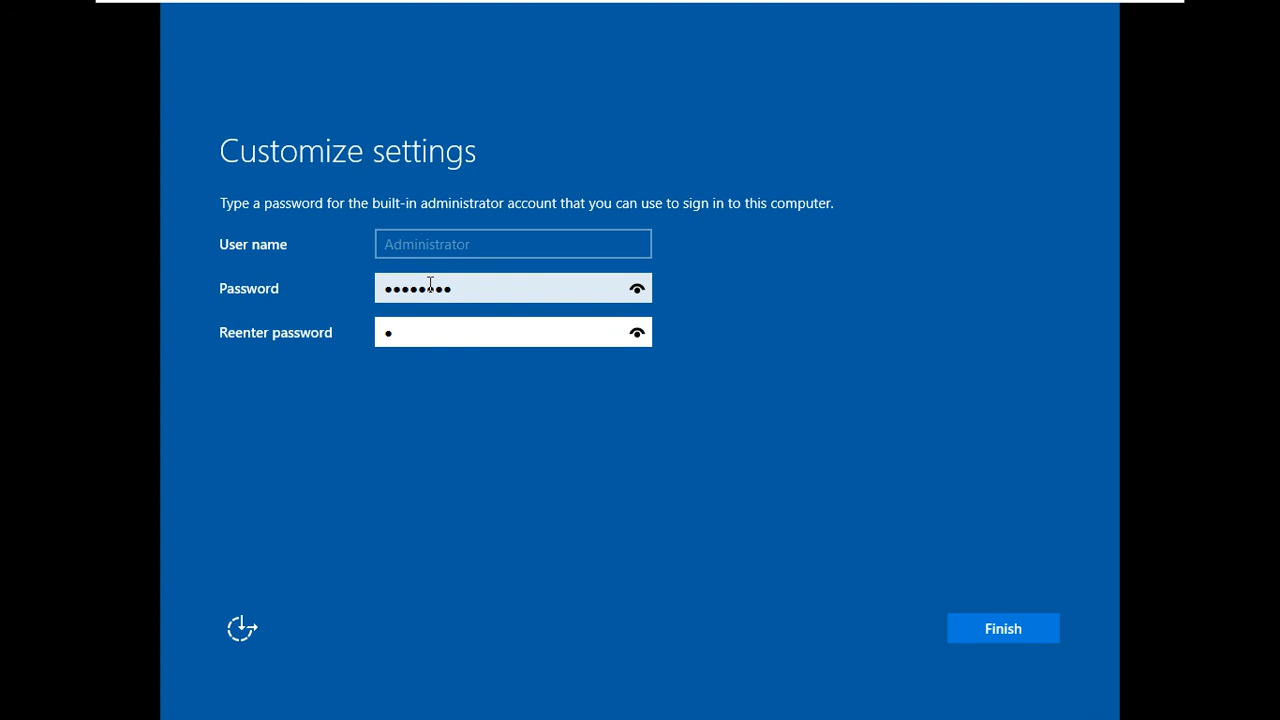 Customize settings
Type a password for the built-in administrator account that you can use to sign in to this computer.
User name Administrator
Password ••••••••
Reenter password •
Finish